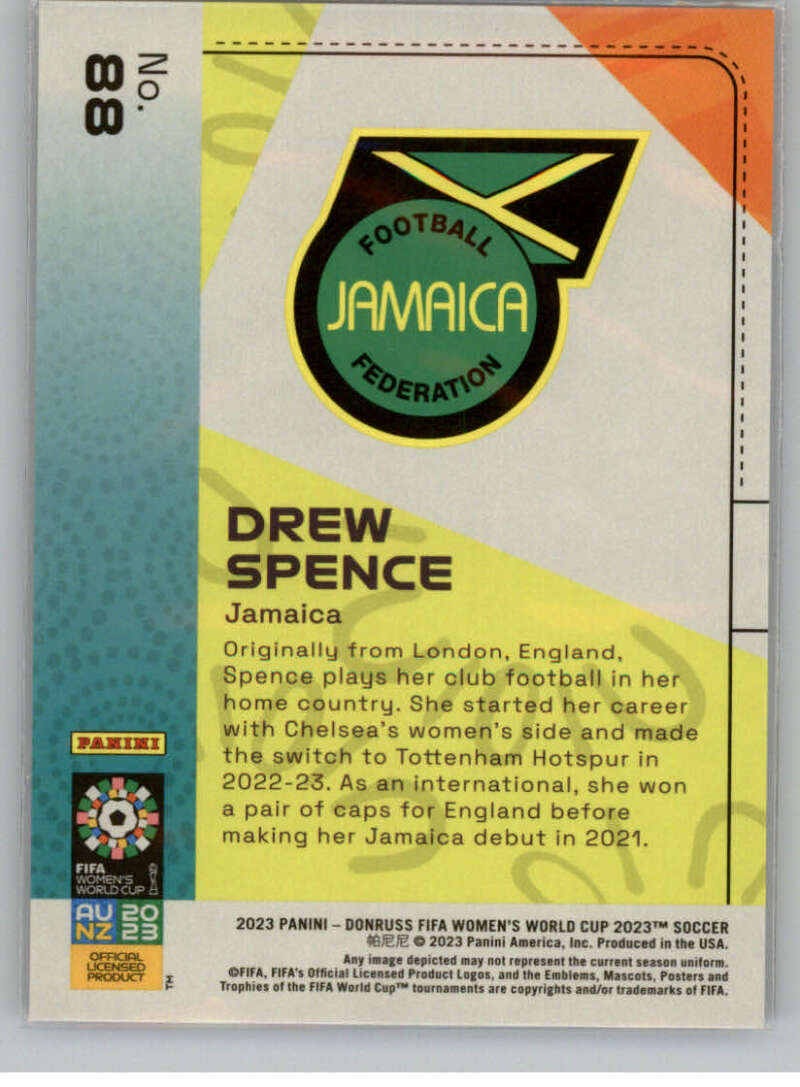 No.
88
FOOTBALL
JAMAICA
FEDERATION
DREW
SPENCE
Jamaica
Originally from London, England,
Spence plays her club football in her
home country. She started her career
with Chelsea's women's side and made
the switch to Tottenham Hotspur in
2022-23. As an international, she won
a pair of caps for England before
making her Jamaica debut in 2021.
PANINI
FIFA
WOMEN'S
WORLD CUP
AU 20
NZ 23
OFFICIAL
LICENSED
PRODUCT
TM
2023 PANINI – DONRUSS FIFA WOMEN'S WORLD CUP 2023™ SOCCER
帕尼尼 © 2023 Panini America, Inc. Produced in the USA.
Any image depicted may not represent the current season uniform.
©FIFA, FIFA's Official Licensed Product Logos, and the Emblems, Mascots, Posters and
Trophies of the FIFA World Cup™ tournaments are copyrights and/or trademarks of FIFA.